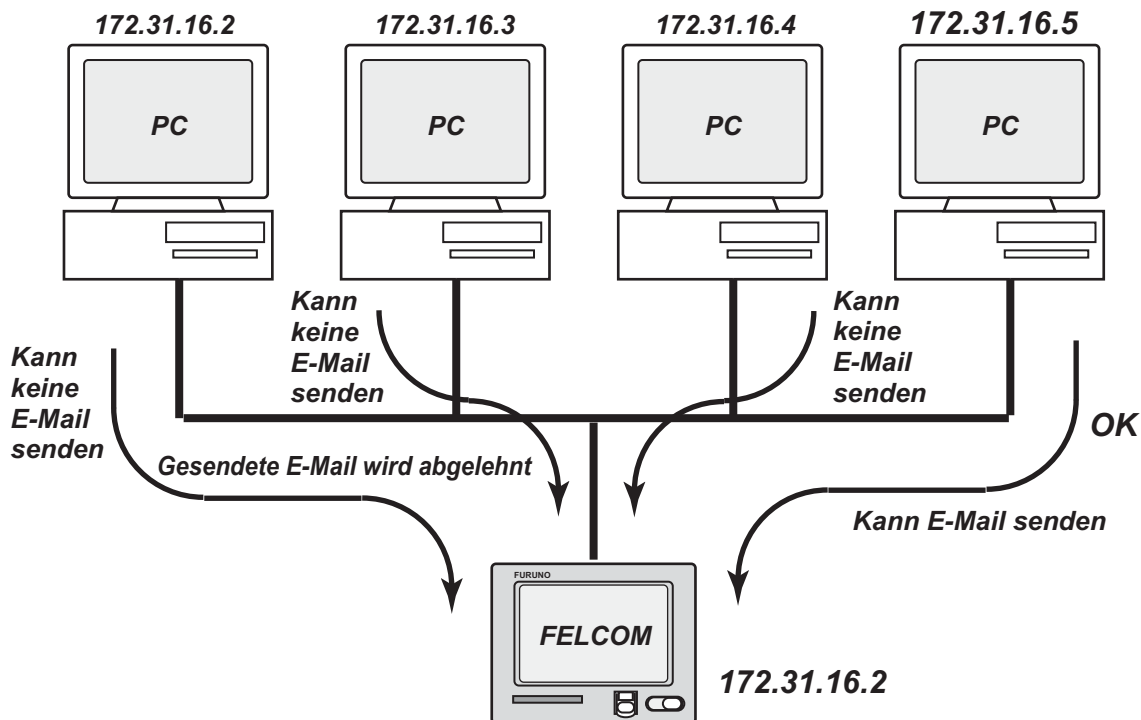 172.31.16.2
172.31.16.3
172.31.16.4
172.31.16.5
PC
PC
PC
PC
Kann
keine
E-Mail
senden
Kann
keine
E-Mail
senden
Kann
keine
E-Mail
senden
OK
Gesendete E-Mail wird abgelehnt
Kann E-Mail senden
FURUNO
FELCOM
172.31.16.2